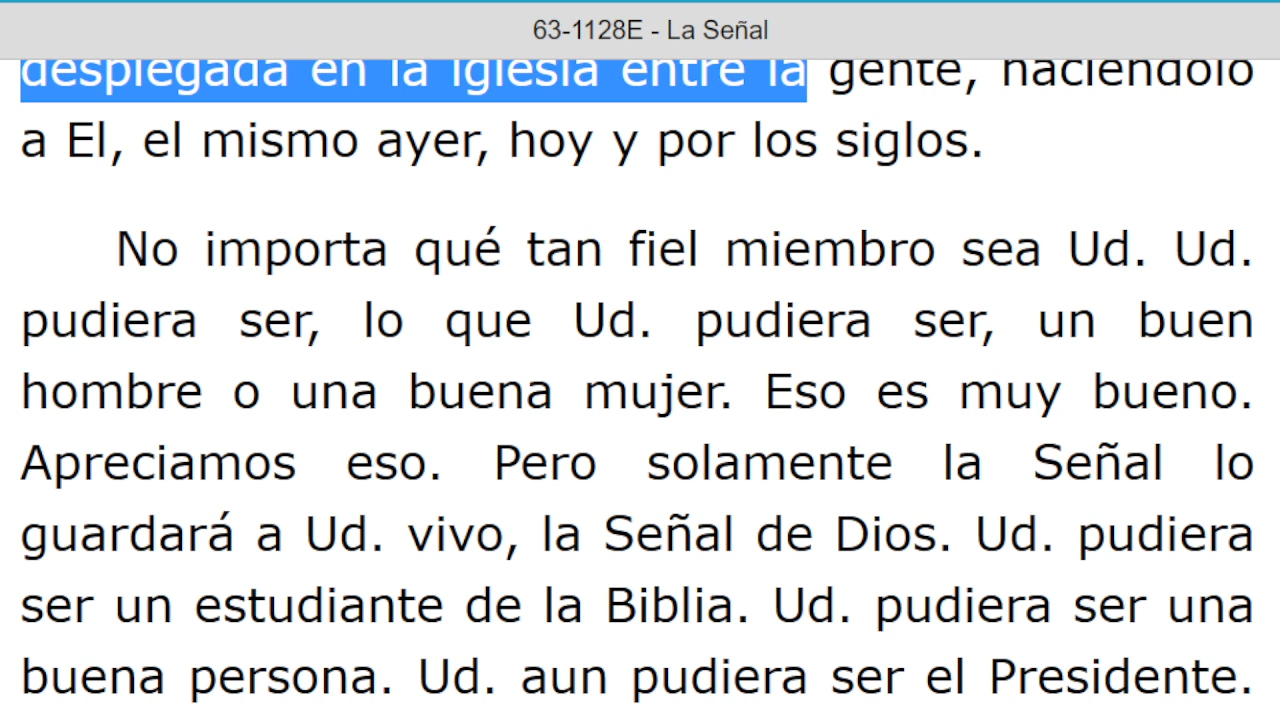 63-1128E - La Señal
desplegada en la iglesia entre la gente, haciéndolo
a El, el mismo ayer, hoy y por los siglos.
No importa qué tan fiel miembro sea Ud. Ud.
pudiera ser, lo que Ud. pudiera ser, un buen
hombre o una buena mujer. Eso es muy bueno.
Apreciamos eso. Pero solamente la Señal lo
guardará a Ud. vivo, la Señal de Dios. Ud. pudiera
ser un estudiante de la Biblia. Ud. pudiera ser una
buena persona. Ud. aun pudiera ser el Presidente.